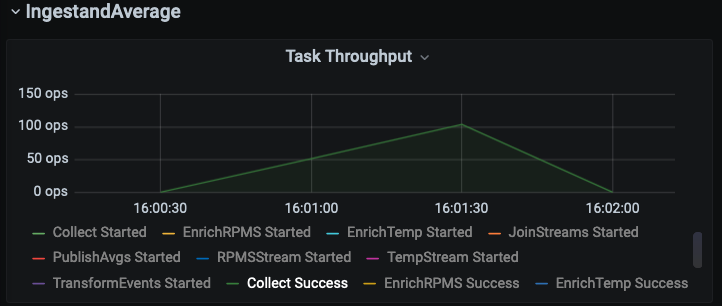 IngestandAverage
Task Throughput
150 ops
100 ops
50 ops
0 ops
16:00:30 16:01:00 16:01:30 16:02:00
Collect Started EnrichRPMS Started EnrichTemp Started JoinStreams Started
PublishAvgs Started RPMSStream Started TempStream Started
TransformEvents Started Collect Success EnrichRPMS Success EnrichTemp Success